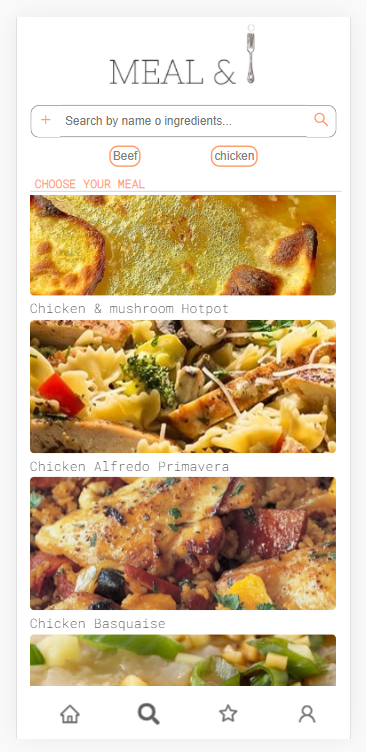 MEAL &
+ Search by name o ingredients...
Beef chicken
CHOOSE YOUR MEAL
Chicken & mushroom Hotpot
Chicken Alfredo Primavera
Chicken Basquaise